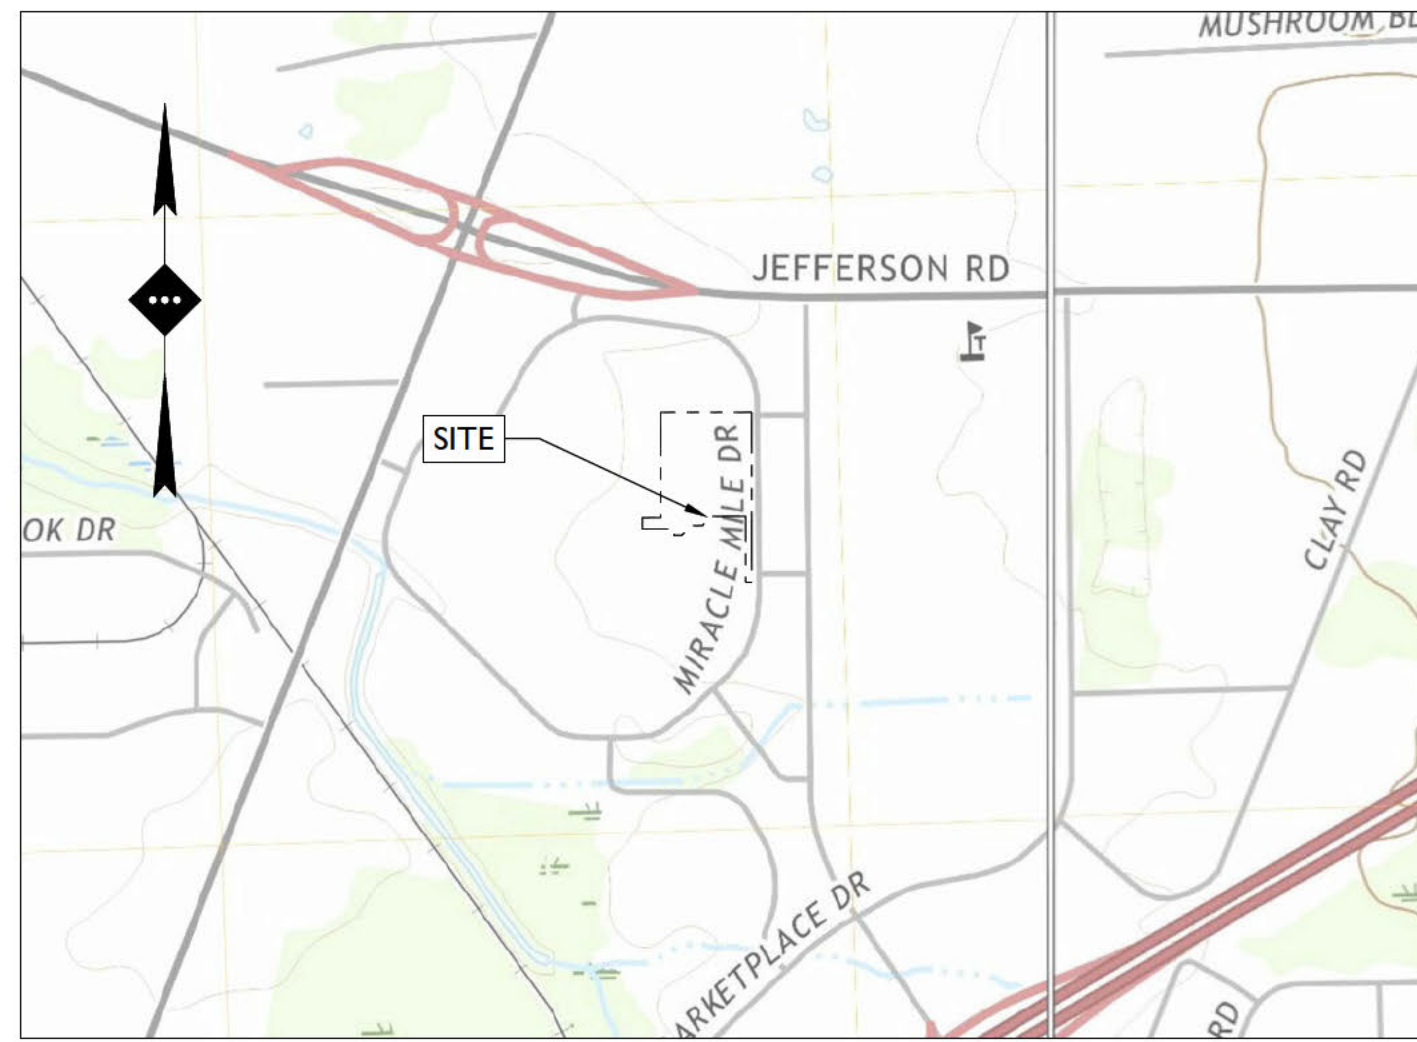 MUSHROOM BL
JEFFERSON RD
T
SITE
MIRACLE MILE DR
CLAY RD
OK DR
ARKETPLACE DR
RD